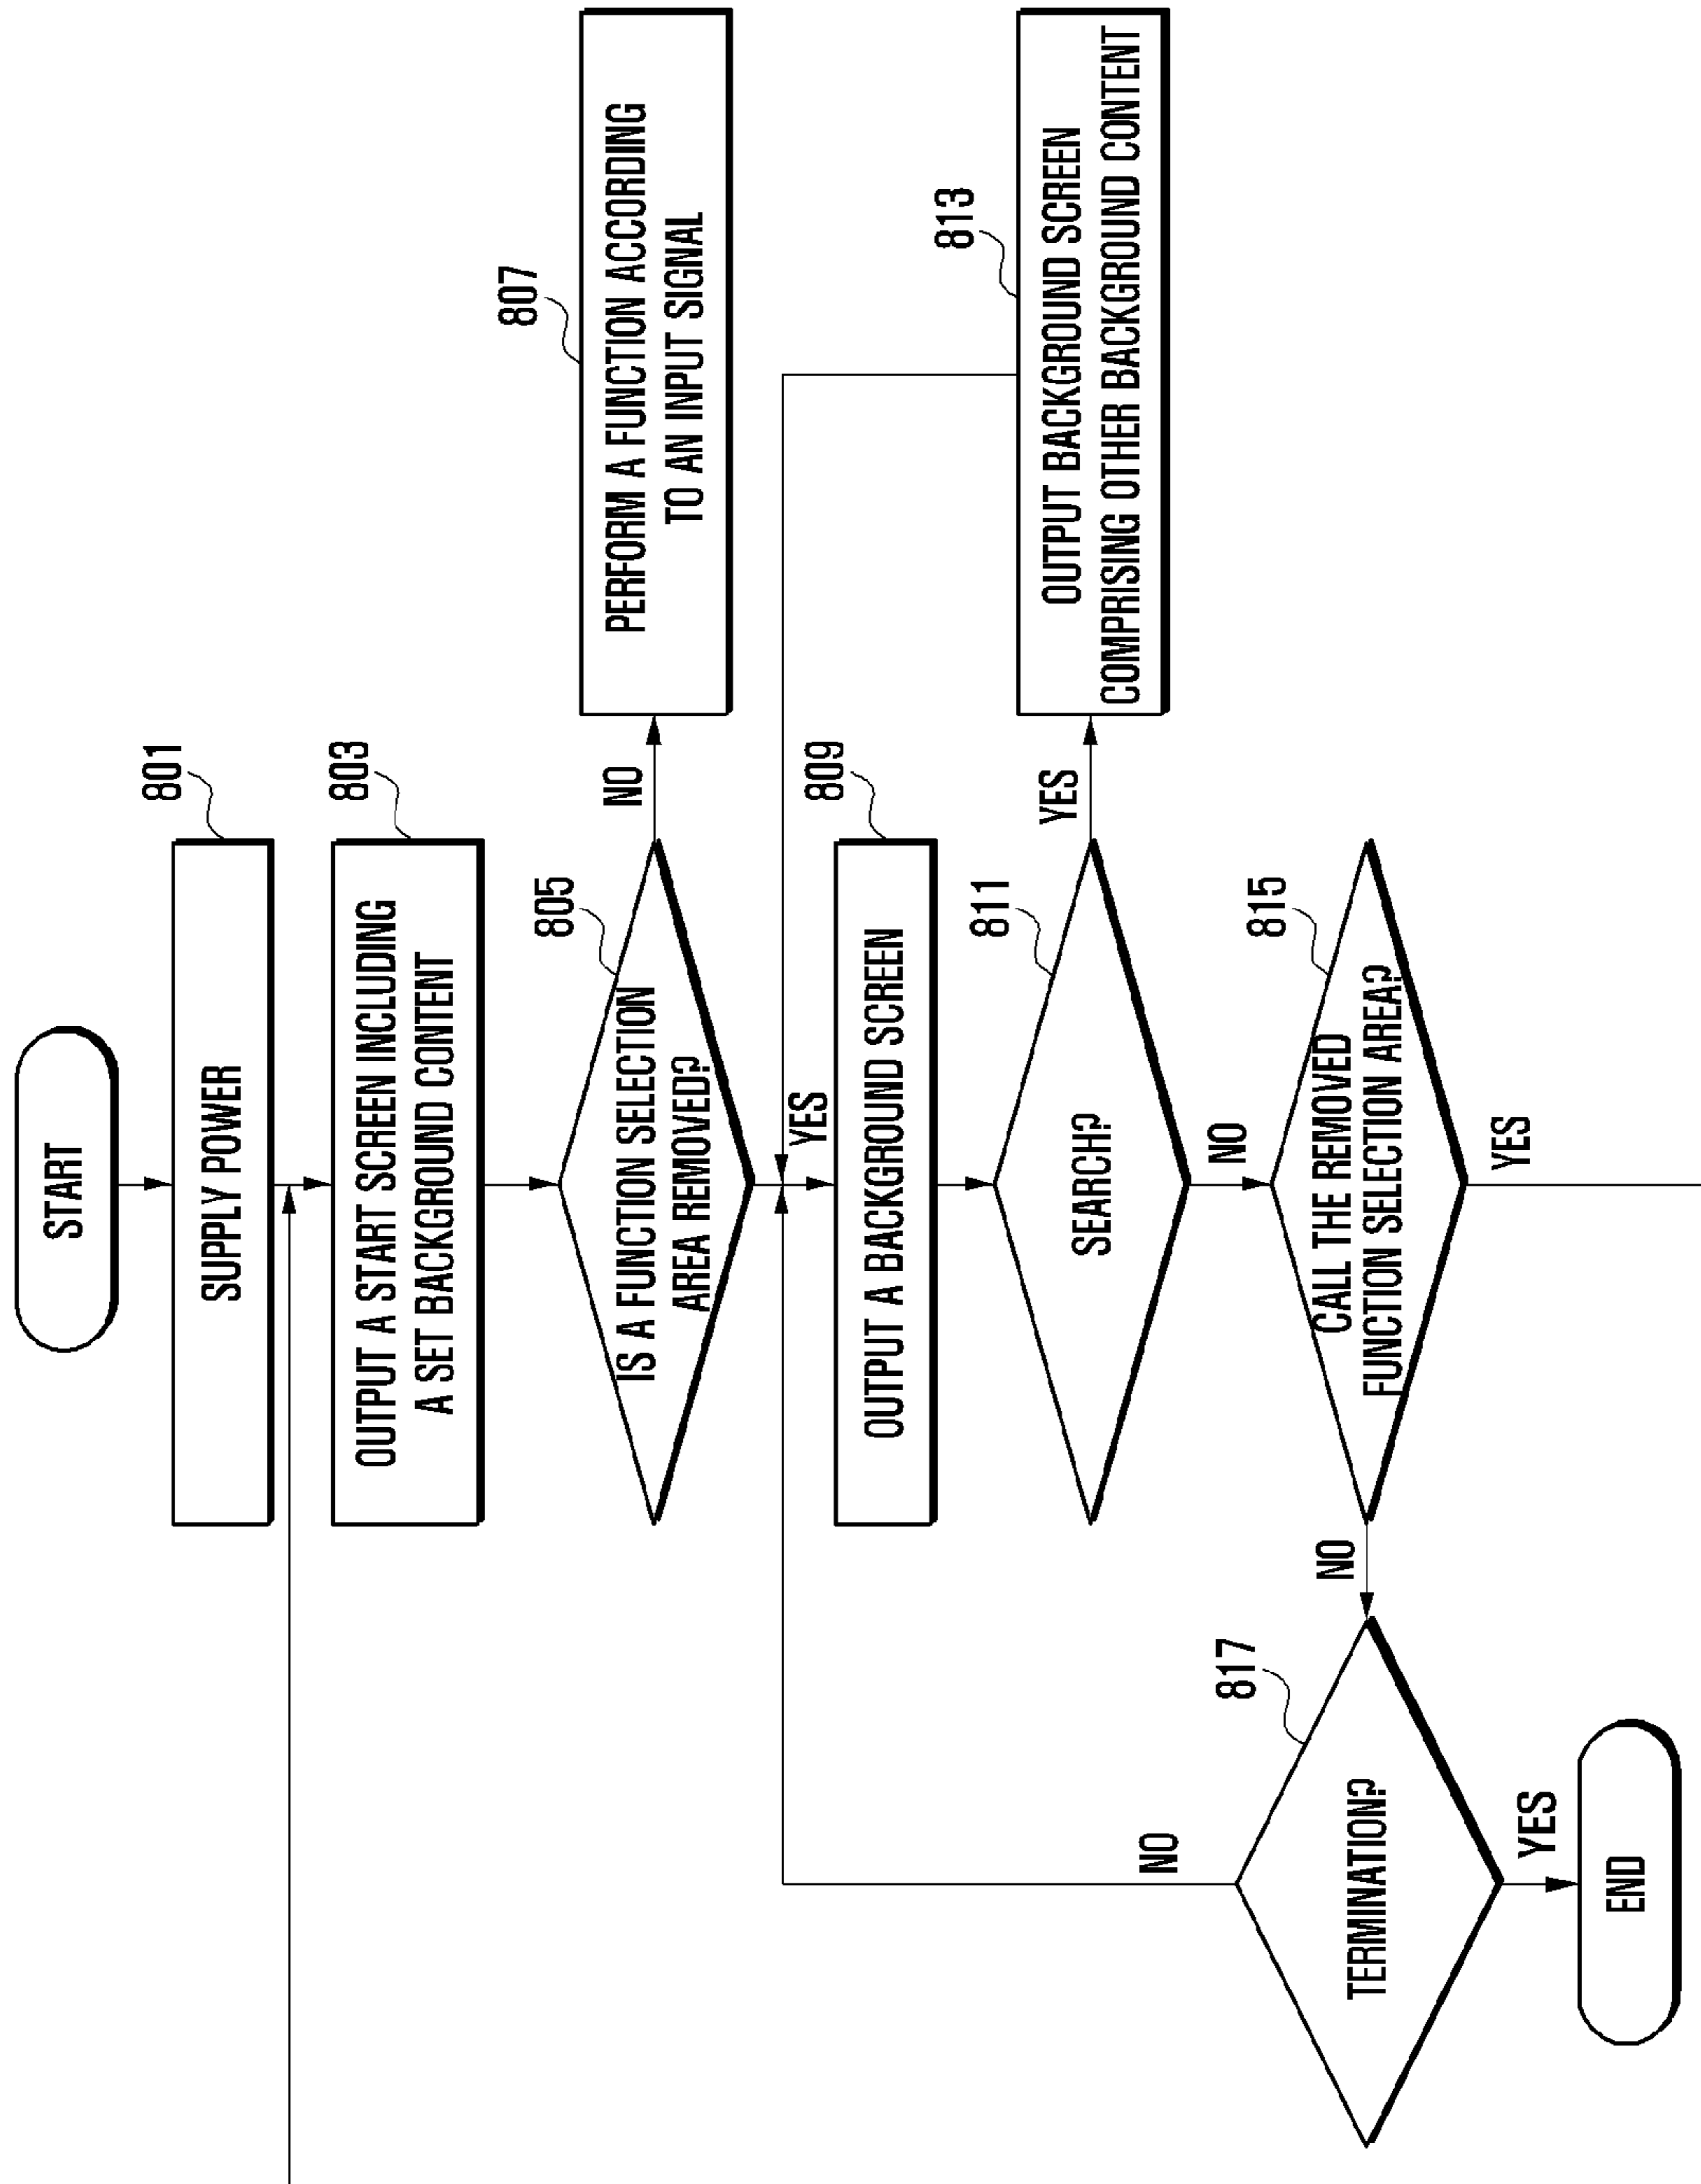 START
801
SUPPLY POWER
803
OUTPUT A START SCREEN INCLUDING
A SET BACKGROUND CONTENT
805
IS A FUNCTION SELECTION
AREA REMOVED?
NO
807
PERFORM A FUNCTION ACCORDING
TO AN INPUT SIGNAL
YES
809
OUTPUT A BACKGROUND SCREEN
811
SEARCH?
YES
813
OUTPUT BACKGROUND SCREEN
COMPRISING OTHER BACKGROUND CONTENT
NO
815
CALL THE REMOVED
FUNCTION SELECTION AREA?
YES
NO
817
TERMINATION?
NO
YES
END